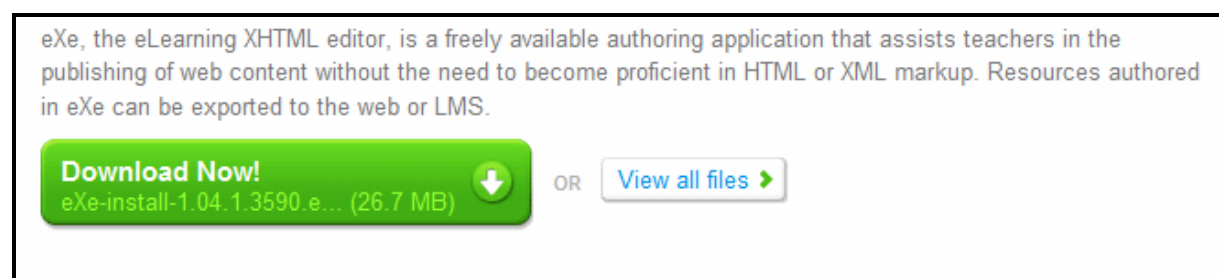 eXe, the eLearning XHTML editor, is a freely available authoring application that assists teachers in the
publishing of web content without the need to become proficient in HTML or XML markup. Resources authored
in eXe can be exported to the web or LMS.
Download Now!
eXe-install-1.04.1.3590.e... (26.7 MB)
OR
View all files